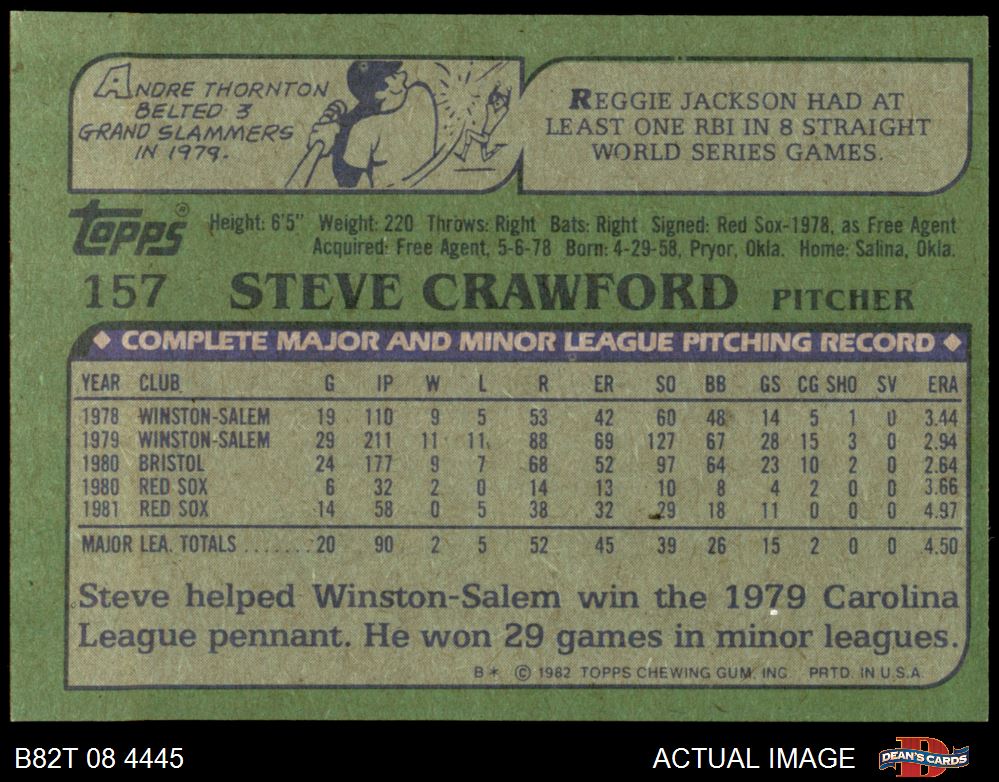 ANDRE THORNTON
BELTED 3
GRAND SLAMMERS
IN 1979.
REGGIE JACKSON HAD AT
LEAST ONE RBI IN 8 STRAIGHT
WORLD SERIES GAMES.
Topps® Height: 6'5" Weight: 220 Throws: Right Bats: Right Signed: Red Sox-1978, as Free Agent
Acquired: Free Agent, 5-6-78 Born: 4-29-58, Pryor, Okla. Home: Salina, Okla.
157 STEVE CRAWFORD PITCHER
◆ COMPLETE MAJOR AND MINOR LEAGUE PITCHING RECORD ◆
YEAR CLUB G IP W L R ER SO BB GS CG SHO SV ERA
1978 WINSTON-SALEM 19 110 9 5 53 42 60 48 14 5 1 0 3.44
1979 WINSTON-SALEM 29 211 11 11 88 69 127 67 28 15 3 0 2.94
1980 BRISTOL 24 177 9 7 68 52 97 64 23 10 2 0 2.64
1980 RED SOX 6 32 2 0 14 13 10 8 4 2 0 0 3.66
1981 RED SOX 14 58 0 5 38 32 29 18 11 0 0 0 4.97
MAJOR LEA. TOTALS .......20 90 2 5 52 45 39 26 15 2 0 0 4.50
Steve helped Winston-Salem win the 1979 Carolina
League pennant. He won 29 games in minor leagues.
B* © 1982 TOPPS CHEWING GUM, INC PRTD. IN U.S.A.
B82T 08 4445 ACTUAL IMAGE DEAN'S CARDS